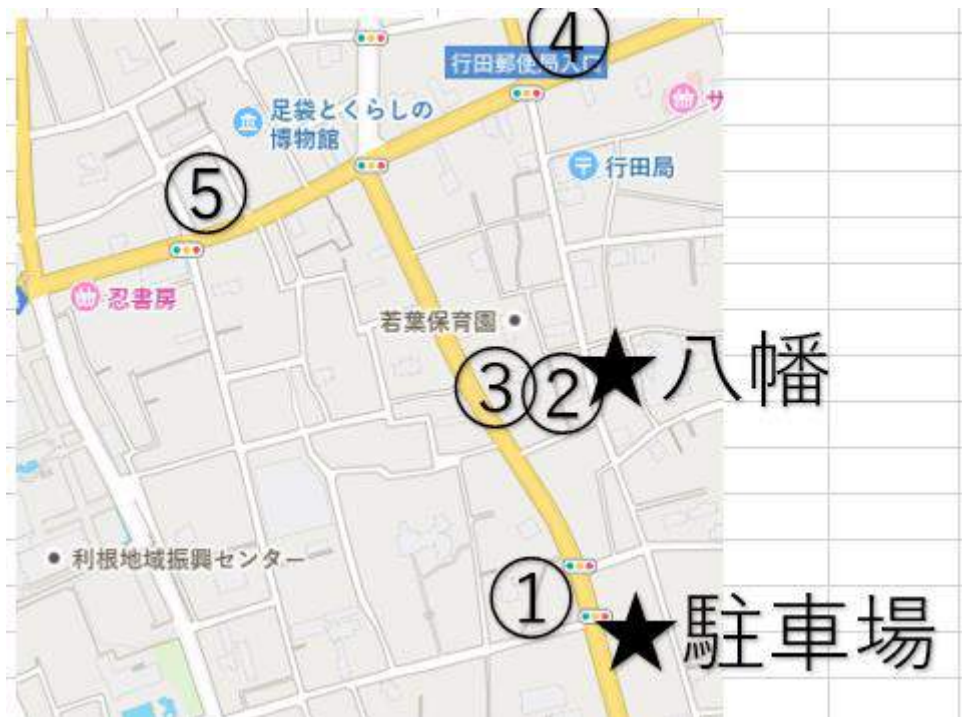 ④
行田郵便局入口
サ
足袋とくらしの
博物館
行田局
⑤
忍書房
若葉保育園
③②★八幡
利根地域振興センター
①
★駐車場